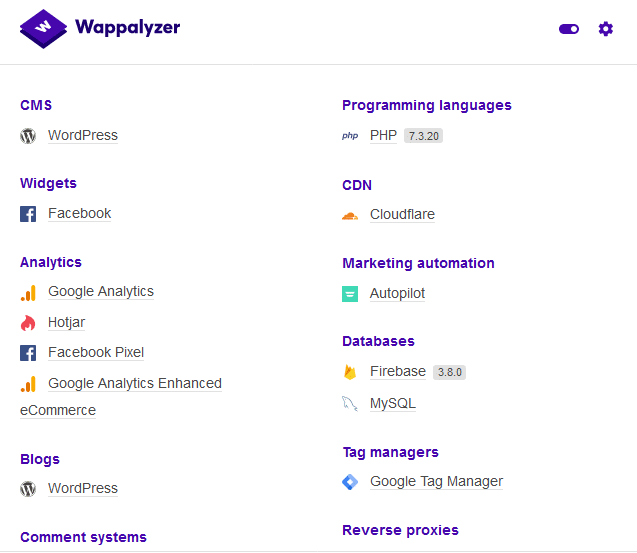 Wappalyzer
CMS
WordPress
Widgets
Facebook
Analytics
Google Analytics
Hotjar
Facebook Pixel
Google Analytics Enhanced
eCommerce
Blogs
WordPress
Comment systems
Programming languages
php PHP 7.3.20
CDN
Cloudflare
Marketing automation
Autopilot
Databases
Firebase 3.8.0
MySQL
Tag managers
Google Tag Manager
Reverse proxies